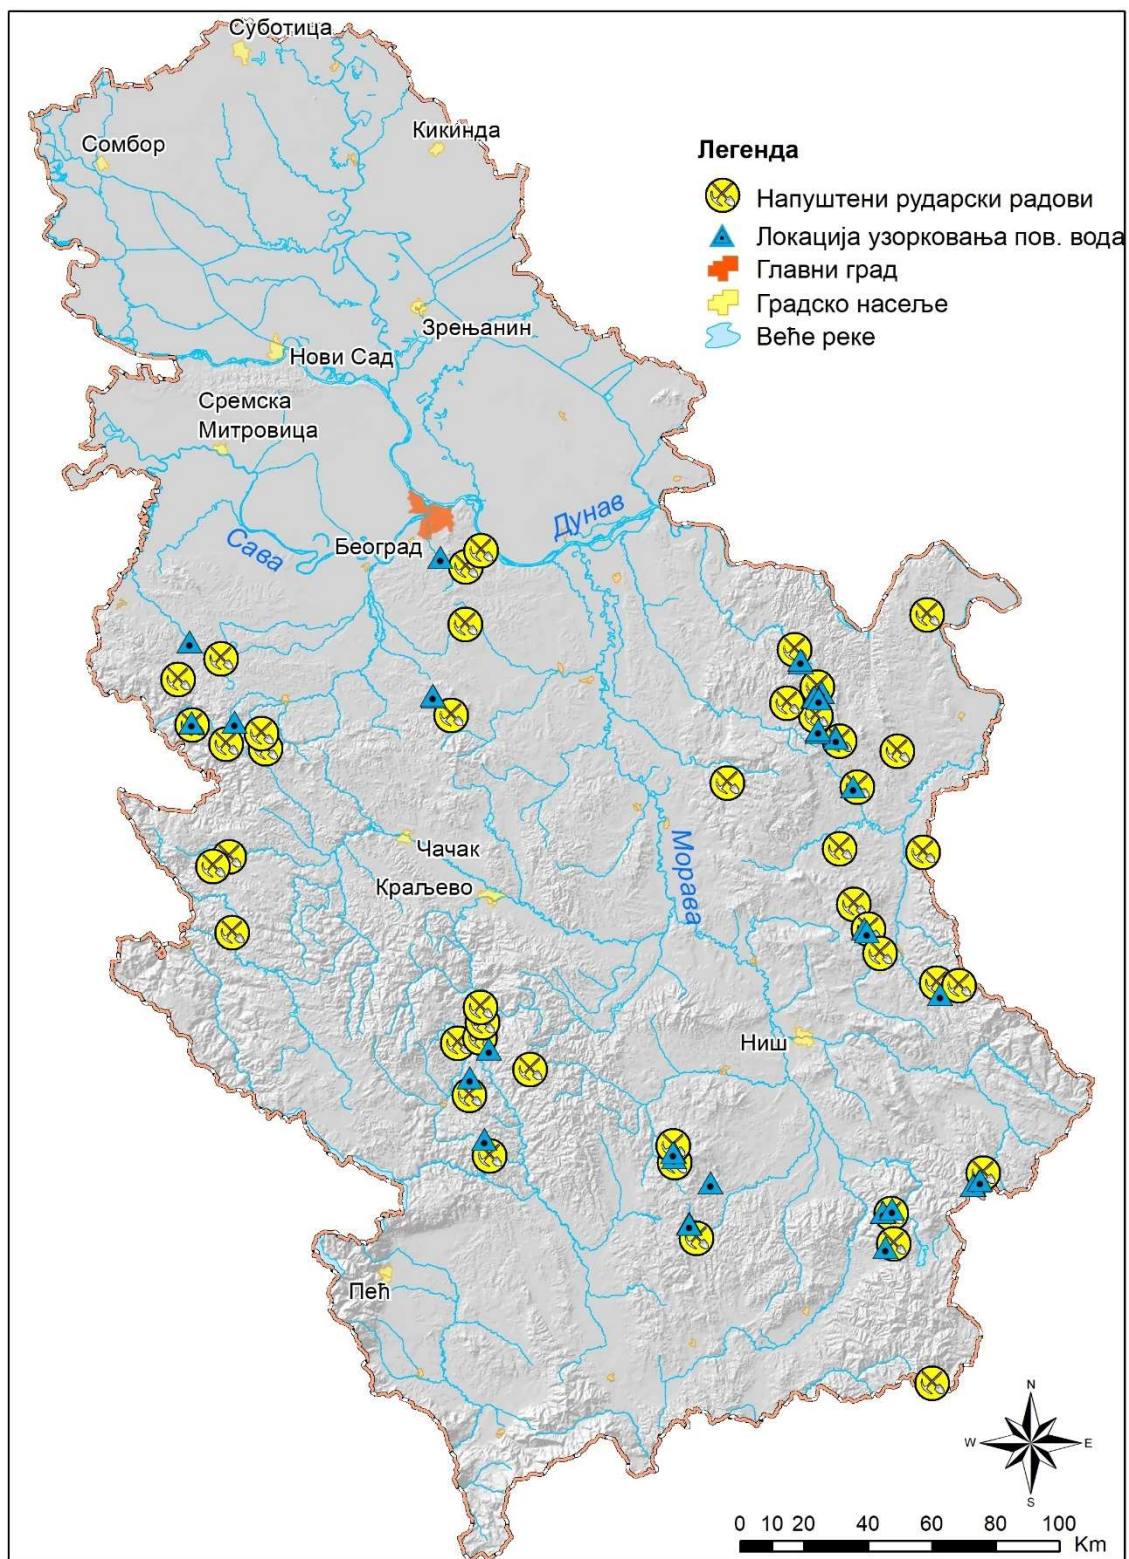 Суботица
Сомбор
Кикинда
Легенда
Напуштени рударски радови
Локација узорковања пов. вода
Главни град
Градско насеље
Веће реке
Зрењанин
Нови Сад
Сремска
Митровица
Дунав
Сава
Београд
Чачак
Краљево
Морава
Ниш
Пећ
N
W
E
S
0 10 20 40 60 80 100
Km